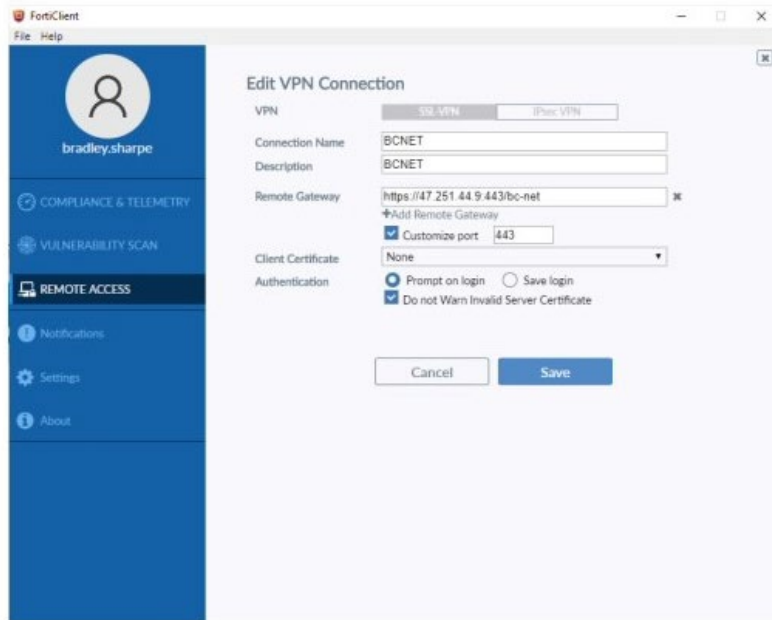 FortiClient
File Help
bradley.sharpe
COMPLIANCE & TELEMETRY
VULNERABILITY SCAN
REMOTE ACCESS
Notifications
Settings
About
Edit VPN Connection
VPN SSL-VPN IPsec VPN
Connection Name BCNET
Description BCNET
Remote Gateway https://47.251.44.9:443/bc-net
+Add Remote Gateway
Customize port 443
Client Certificate None
Authentication Prompt on login Save login
Do not Warn Invalid Server Certificate
Cancel Save